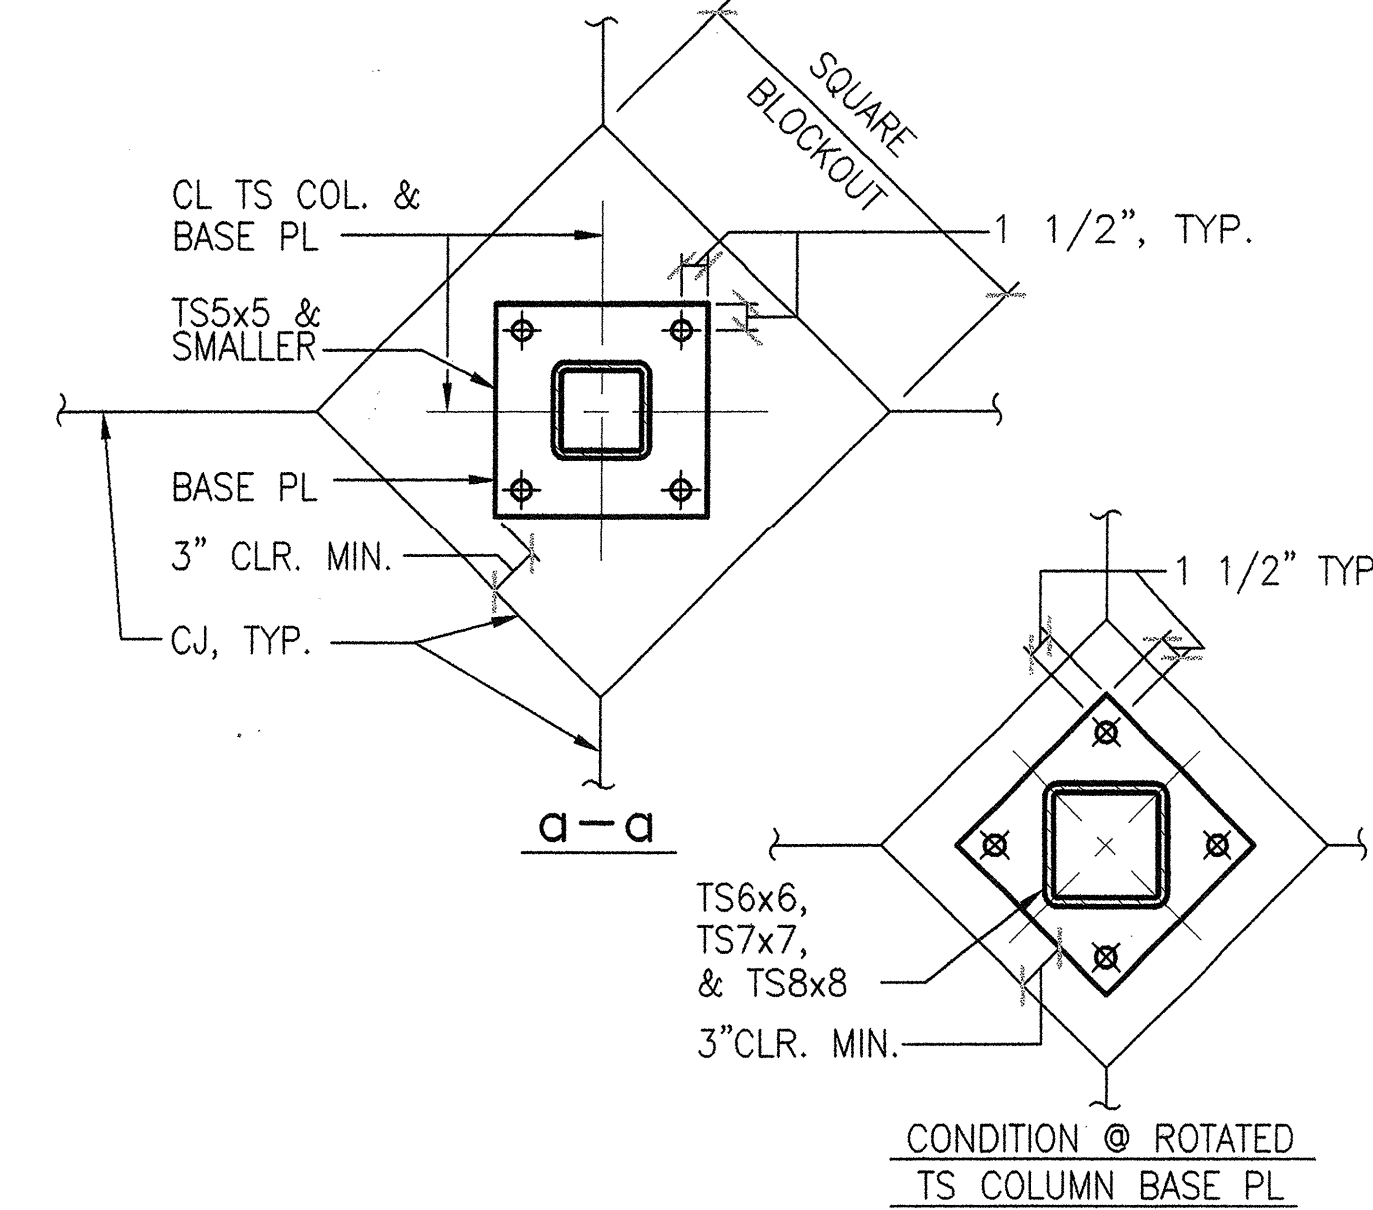 SQUARE
BLOCKOUT
CL TS COL. &
BASE PL
1 1/2", TYP.
TS5x5 &
SMALLER
BASE PL
3" CLR. MIN.
CJ, TYP.
a-a
1 1/2" TYP
TS6x6,
TS7x7,
& TS8x8
3"CLR. MIN.
CONDITION @ ROTATED
TS COLUMN BASE PL